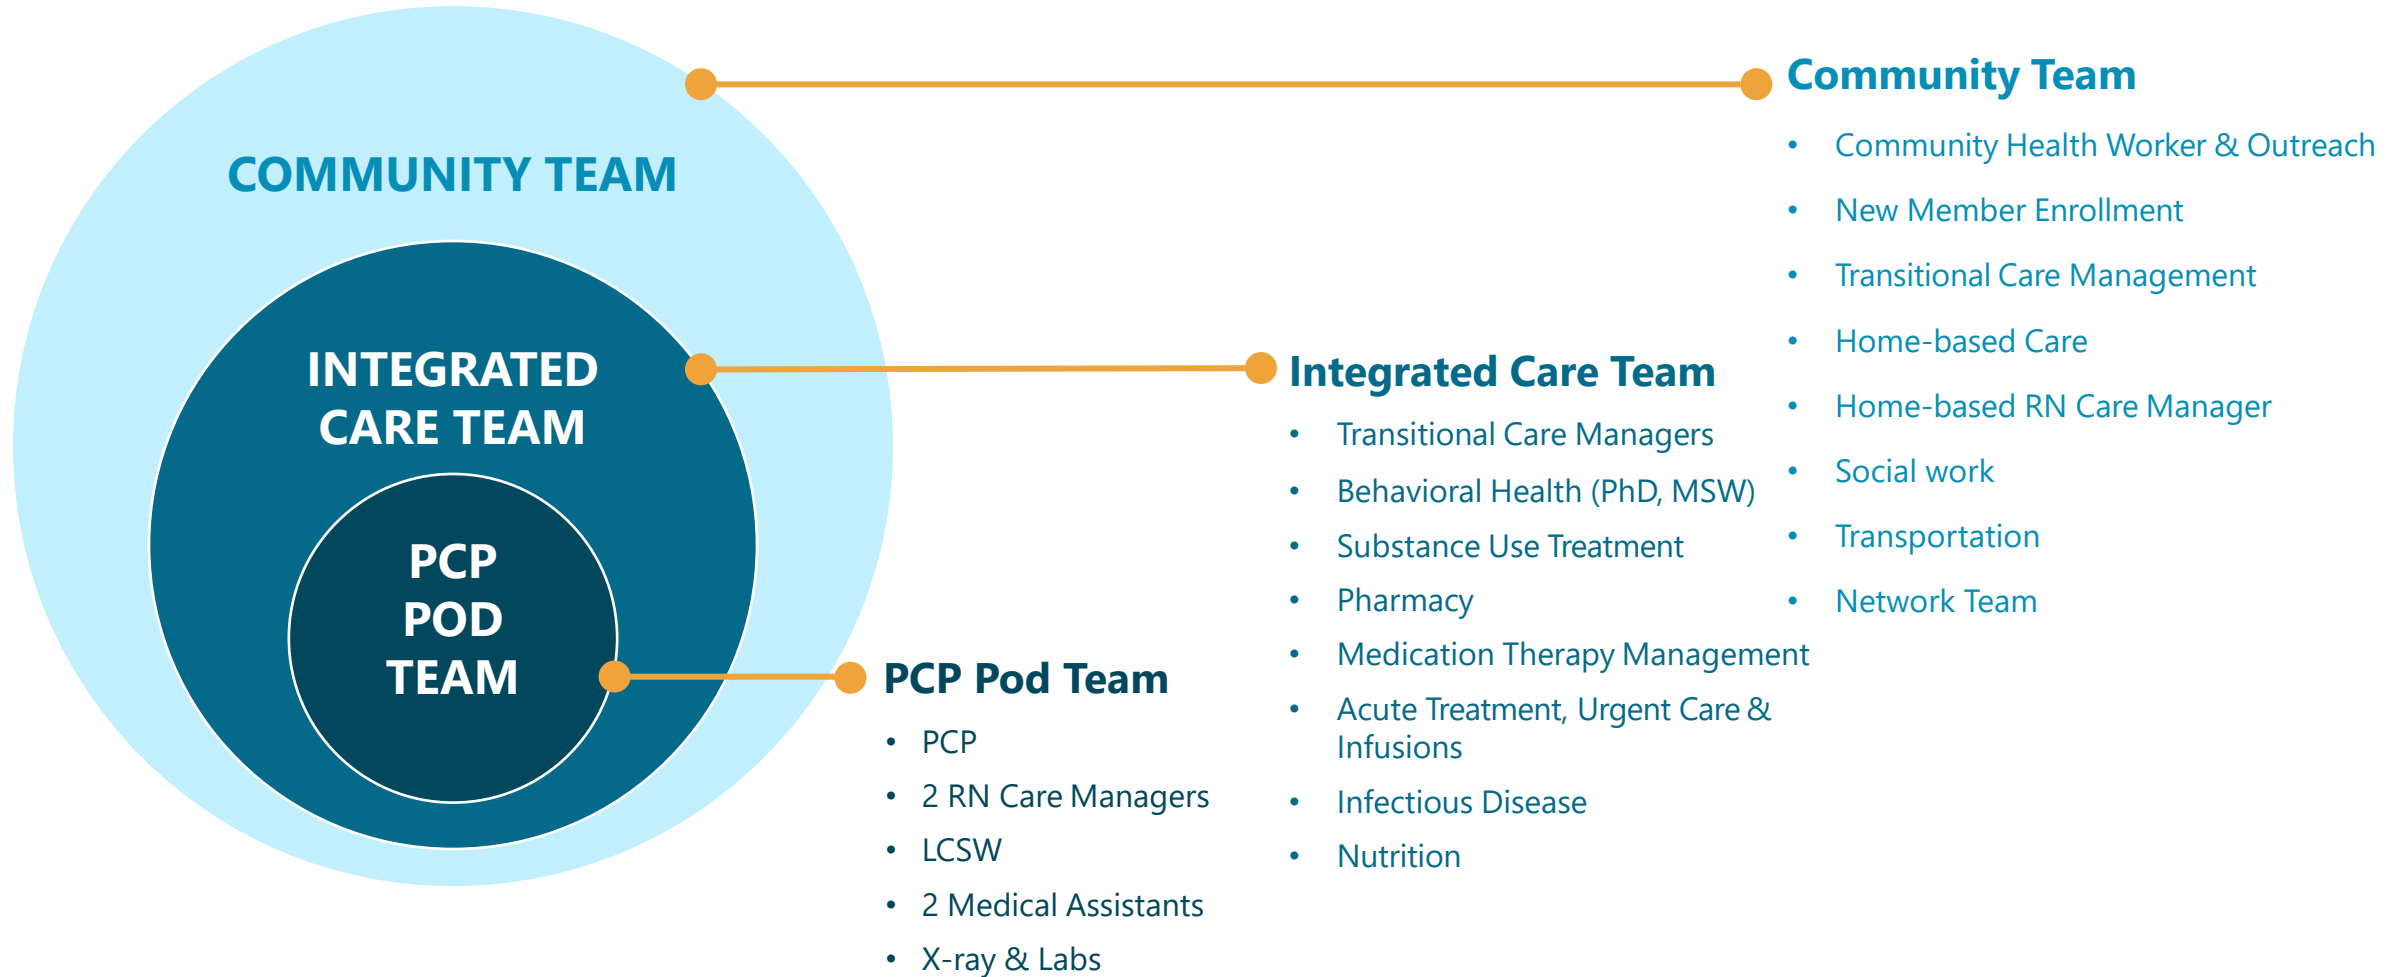 COMMUNITY TEAM
INTEGRATED
CARE TEAM
PCP
POD
TEAM
PCP Pod Team
• PCP
• 2 RN Care Managers
• LCSW
• 2 Medical Assistants
• X-ray & Labs
Integrated Care Team
• Transitional Care Managers
• Behavioral Health (PhD, MSW)
• Substance Use Treatment
• Pharmacy
• Medication Therapy Management
• Acute Treatment, Urgent Care &
Infusions
• Infectious Disease
• Nutrition
Community Team
• Community Health Worker & Outreach
• New Member Enrollment
• Transitional Care Management
• Home-based Care
• Home-based RN Care Manager
• Social work
• Transportation
• Network Team